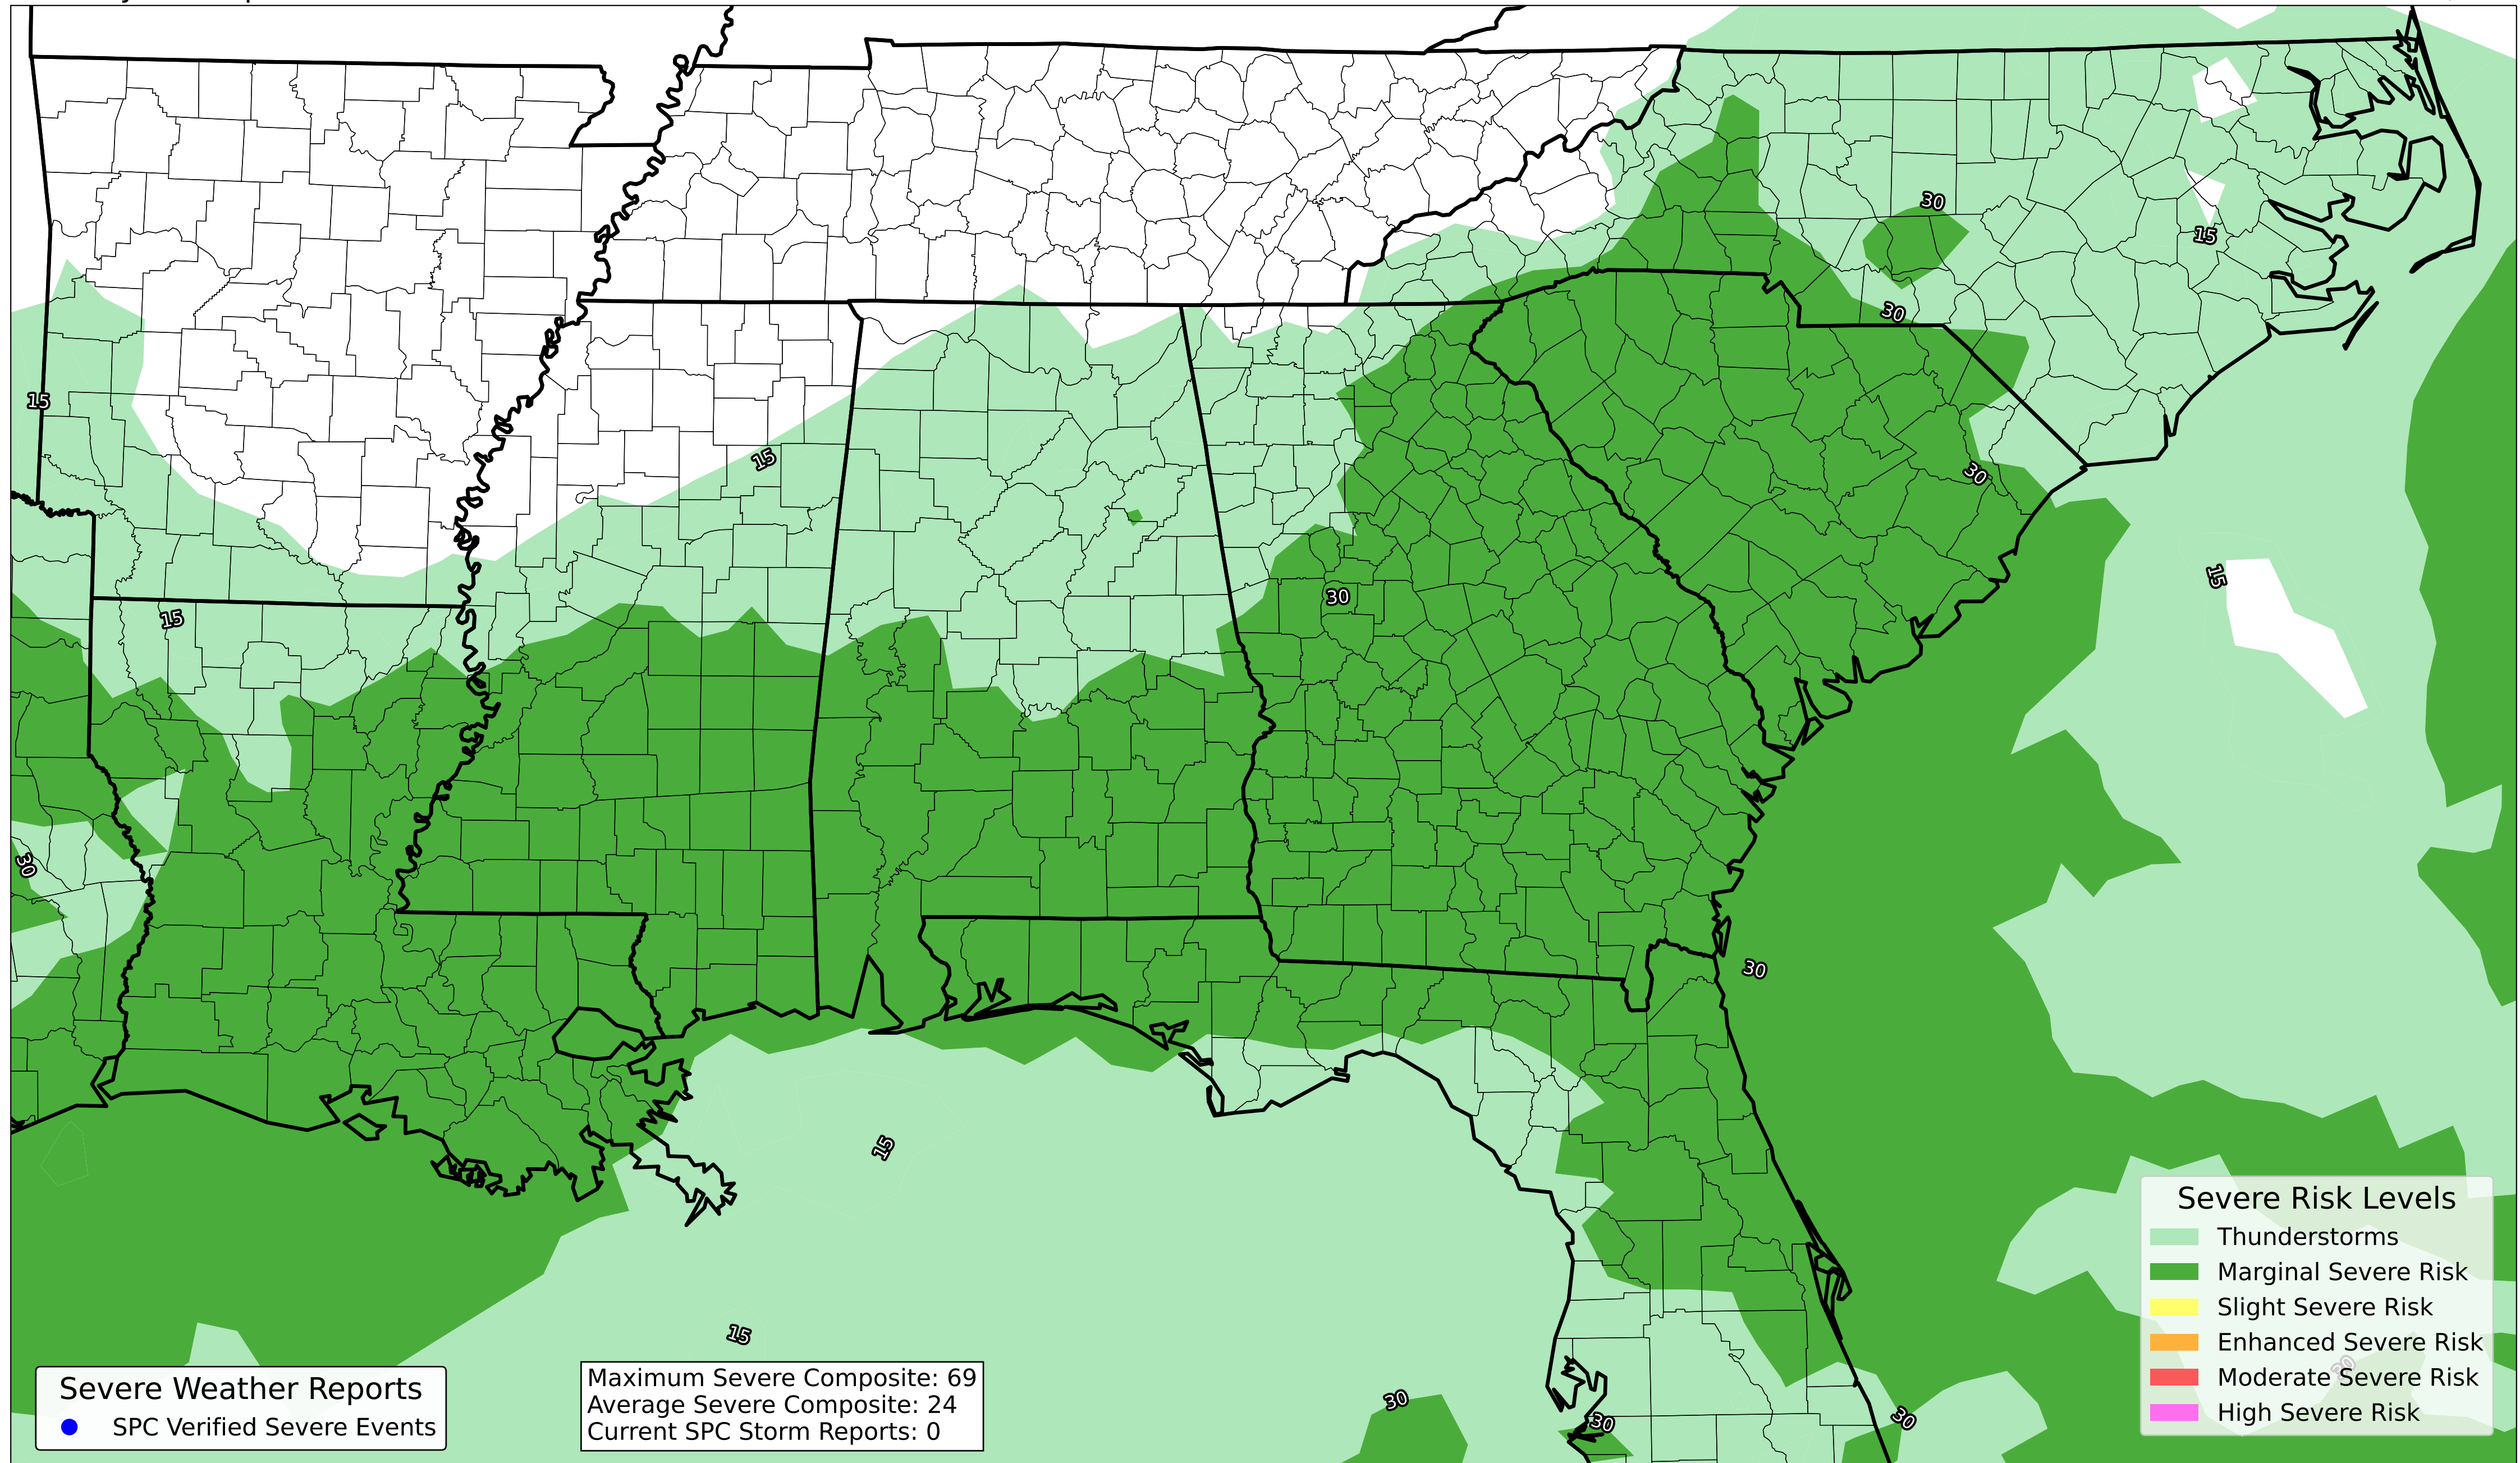 30
15
30
15
15
30
15
30
15
30
30
15
30
15
30
30
30
Severe Risk Levels
Thunderstorms
Marginal Severe Risk
Slight Severe Risk
Enhanced Severe Risk
Moderate Severe Risk
High Severe Risk
Severe Weather Reports
SPC Verified Severe Events
Maximum Severe Composite: 69
Average Severe Composite: 24
Current SPC Storm Reports: 0